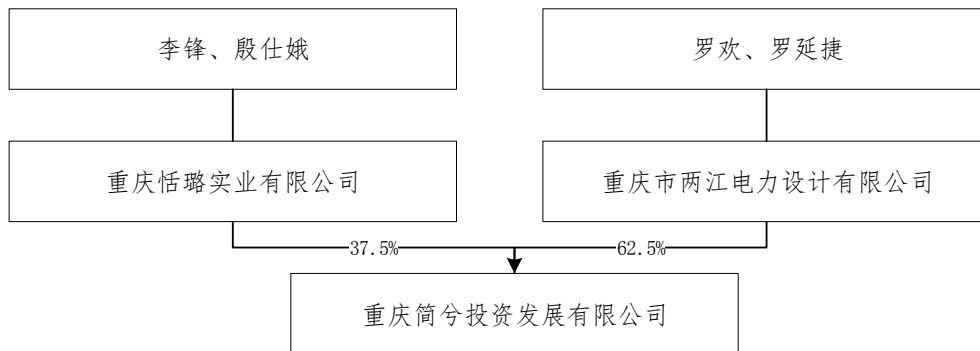 李锋、殷仕娥
罗欢、罗延捷
重庆恬璐实业有限公司
重庆市两江电力设计有限公司
37.5%
62.5%
重庆简兮投资发展有限公司